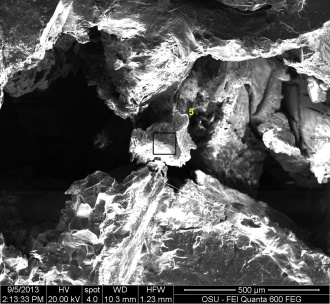 5
9/5/2013 HV spot WD HFW 500 µm
2:13:33 PM 20.00 kV 4.0 10.3 mm 1.23 mm OSU - FEI Quanta 600 FEG